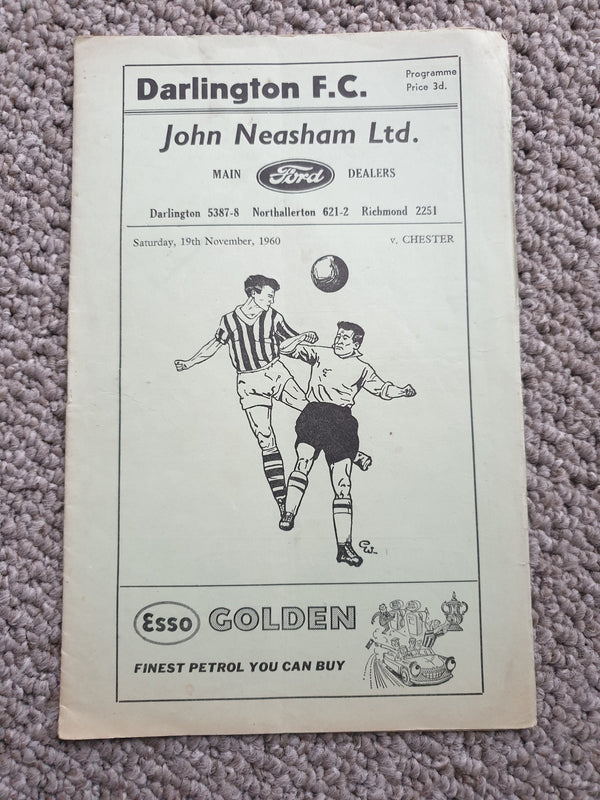 Darlington F.C.
Programme
Price 3d.
John Neasham Ltd.
MAIN Ford DEALERS
Darlington 5387-8 Northallerton 621-2 Richmond 2251
Saturday, 19th November, 1960 v. CHESTER
CW.
Esso GOLDEN
FINEST PETROL YOU CAN BUY